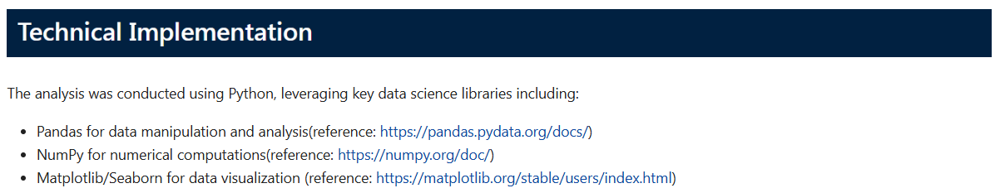 Technical Implementation
The analysis was conducted using Python, leveraging key data science libraries including:
• Pandas for data manipulation and analysis(reference: https://pandas.pydata.org/docs/)
• NumPy for numerical computations(reference: https://numpy.org/doc/)
• Matplotlib/Seaborn for data visualization (reference: https://matplotlib.org/stable/users/index.html)